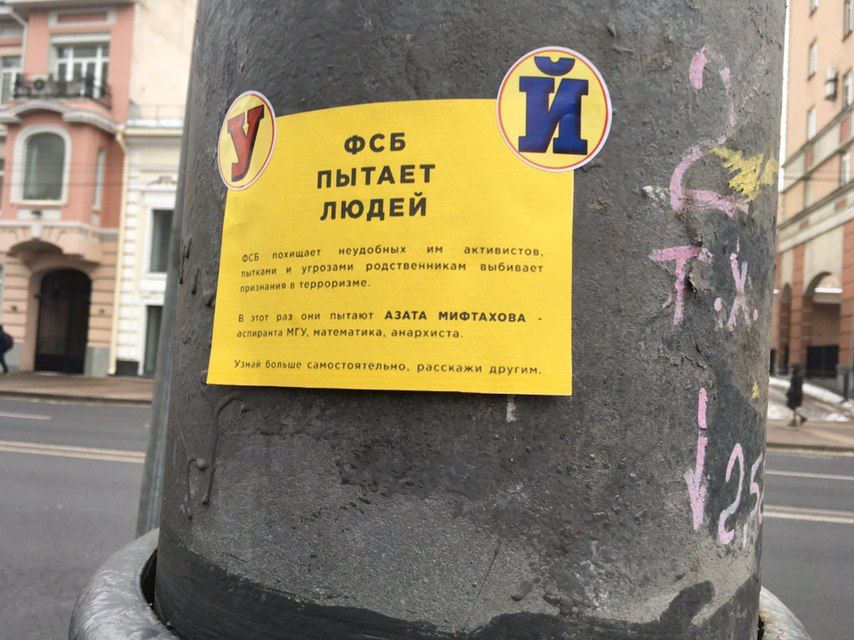 У
Й
ФСБ
ПЫТАЕТ
ЛЮДЕЙ
ФСБ похищает неудобных им активистов,
пытками и угрозами родственникам выбивает
признания в терроризме.
В этот раз они пытают АЗАТА МИФТАХОВА -
аспиранта МГУ, математика, анархиста.
Узнай больше самостоятельно, расскажи другим.
т.х.